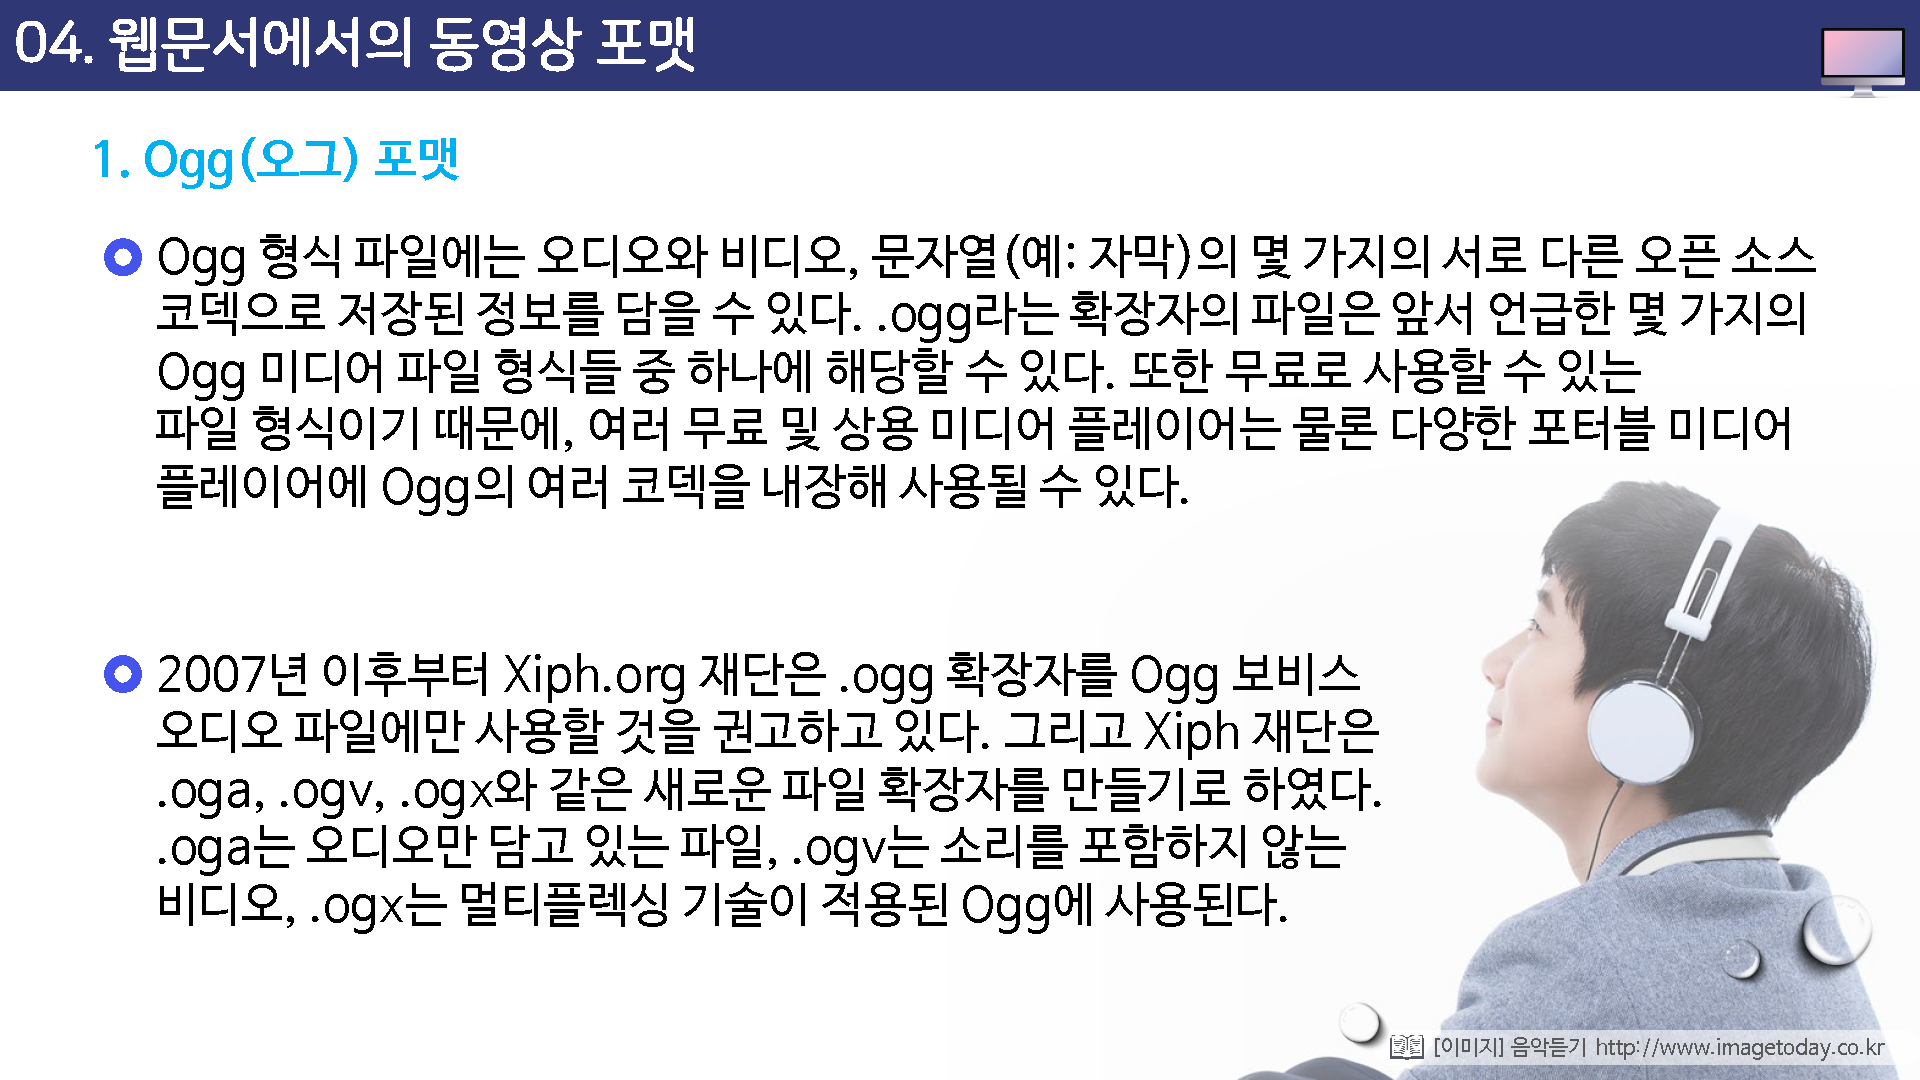 04. 웹문서에서의 동영상 포맷
1. Ogg(오그) 포맷
Ogg 형식 파일에는 오디오와 비디오, 문자열(예: 자막)의 몇 가지의 서로 다른 오픈 소스
코덱으로 저장된 정보를 담을 수 있다. .ogg라는 확장자의 파일은 앞서 언급한 몇 가지의
Ogg 미디어 파일 형식들 중 하나에 해당할 수 있다. 또한 무료로 사용할 수 있는
파일 형식이기 때문에, 여러 무료 및 상용 미디어 플레이어는 물론 다양한 포터블 미디어
플레이어에 Ogg의 여러 코덱을 내장해 사용될 수 있다.
2007년 이후부터 Xiph.org 재단은 .ogg 확장자를 Ogg 보비스
오디오 파일에만 사용할 것을 권고하고 있다. 그리고 Xiph 재단은
.oga, .ogv, .ogx와 같은 새로운 파일 확장자를 만들기로 하였다.
.oga는 오디오만 담고 있는 파일, .ogv는 소리를 포함하지 않는
비디오, .ogx는 멀티플렉싱 기술이 적용된 Ogg에 사용된다.
[이미지] 음악듣기 http://www.imagetoday.co.kr